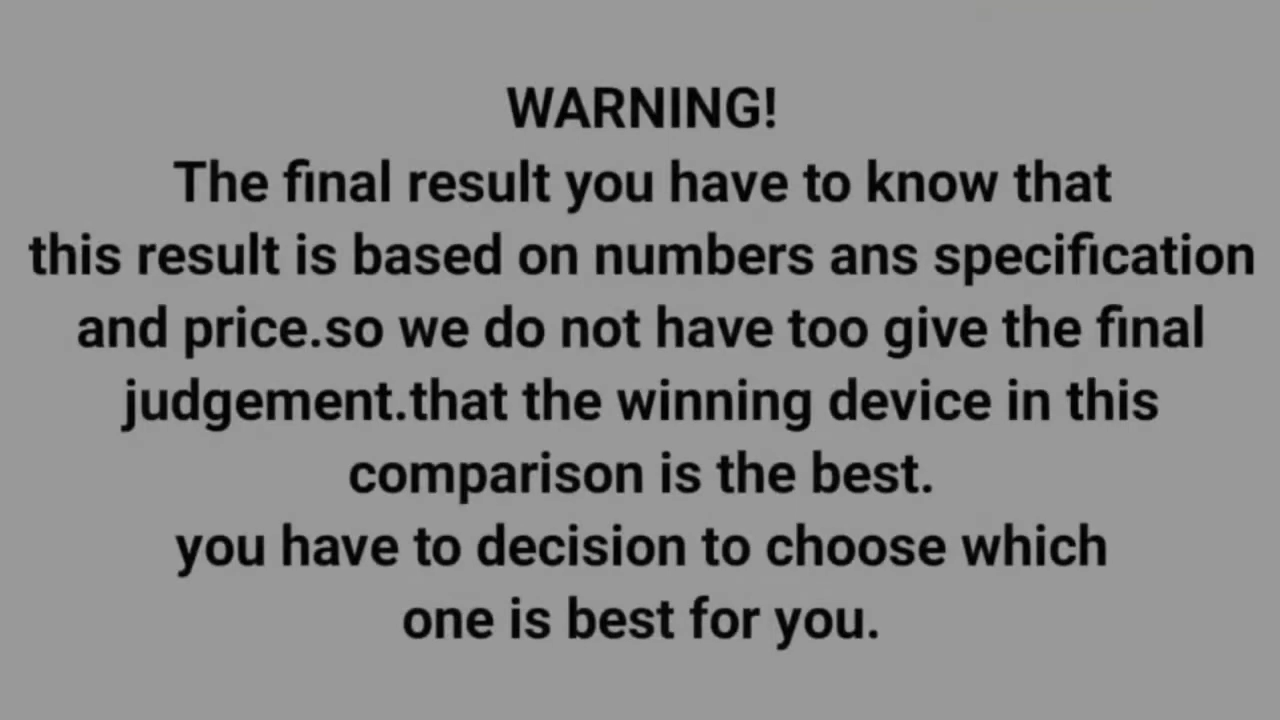 WARNING!
The final result you have to know that
this result is based on numbers ans specification
and price.so we do not have too give the final
judgement.that the winning device in this
comparison is the best.
you have to decision to choose which
one is best for you.